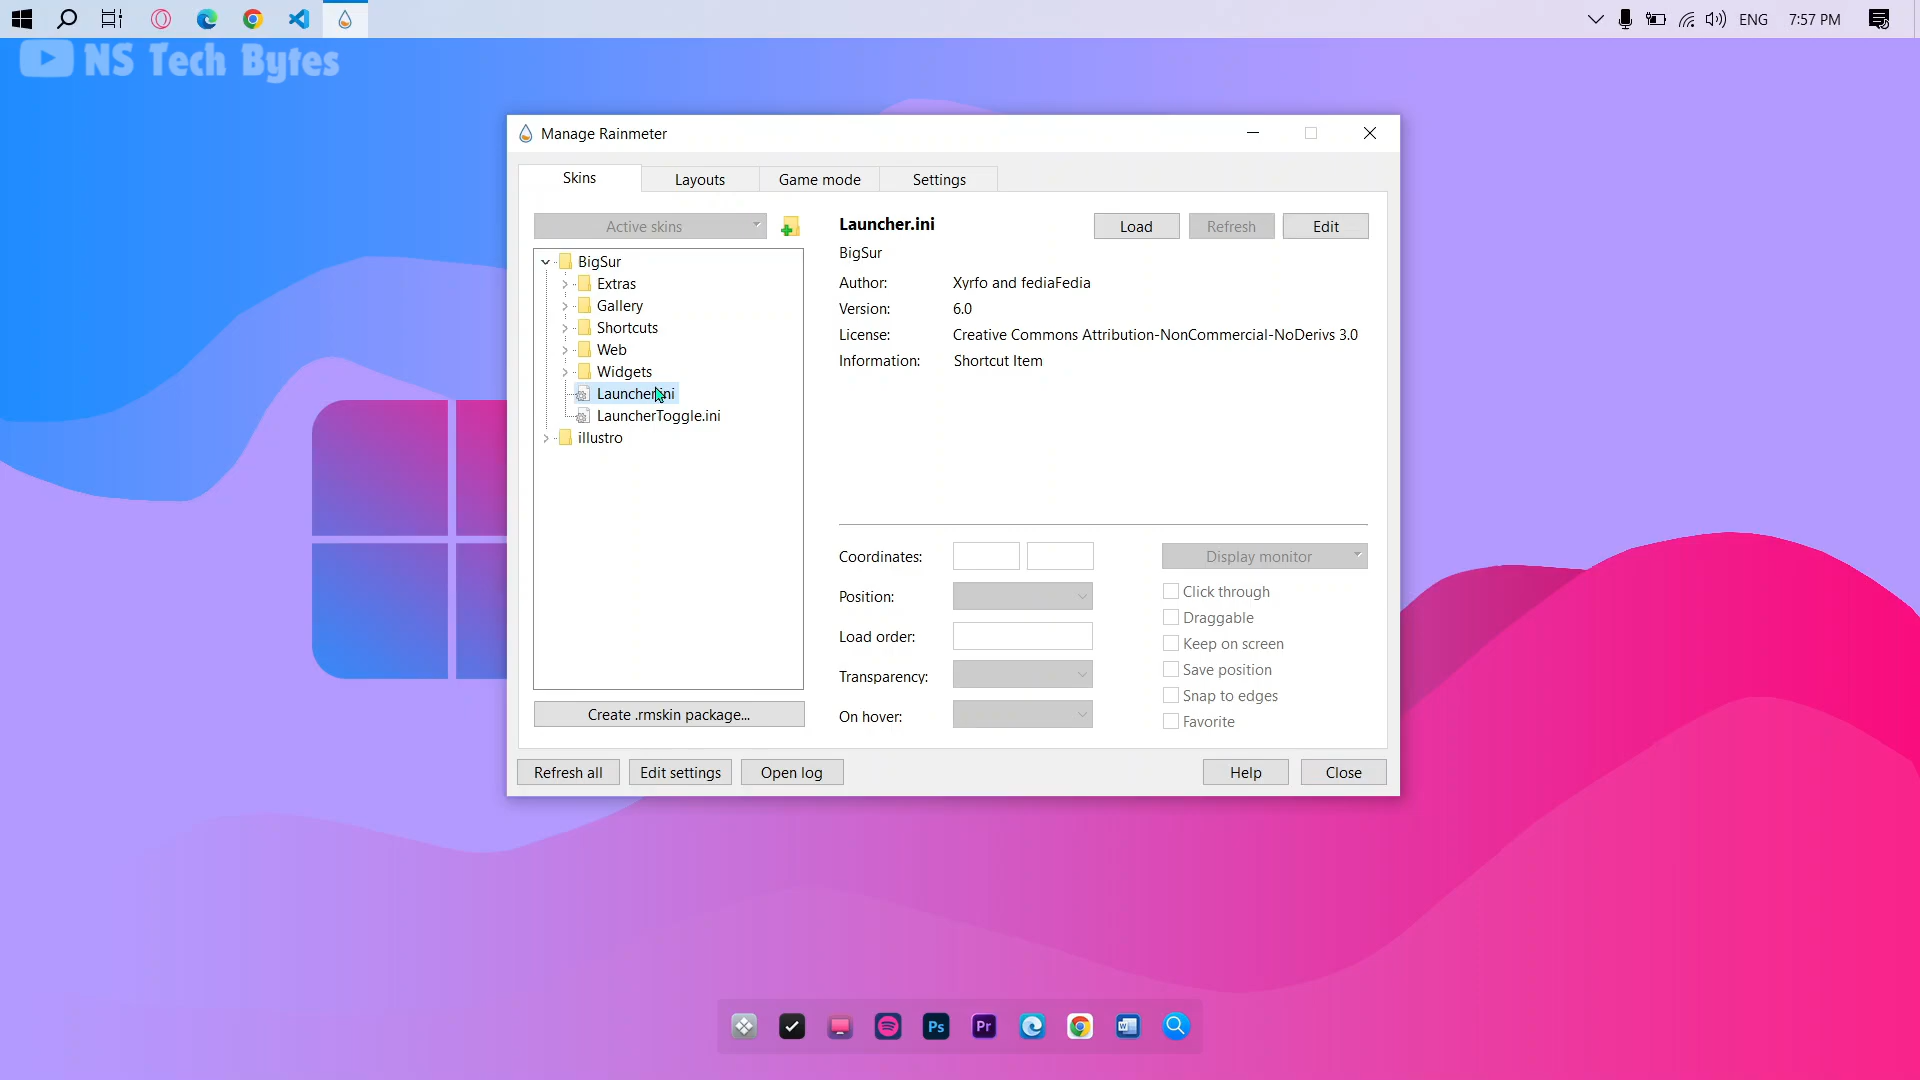 ENG 7:57 PM
NS Tech Bytes
Manage Rainmeter
Skins Layouts Game mode Settings
Active skins
BigSur
Extras
Gallery
Shortcuts
Web
Widgets
Launcher.ini
LauncherToggle.ini
illustro
Create .rmskin package...
Launcher.ini
Load Refresh Edit
BigSur
Author: Xyrfo and fediaFedia
Version: 6.0
License: Creative Commons Attribution-NonCommercial-NoDerivs 3.0
Information: Shortcut Item
Coordinates:
Position:
Load order:
Transparency:
On hover:
Display monitor
Click through
Draggable
Keep on screen
Save position
Snap to edges
Favorite
Refresh all Edit settings Open log Help Close
Ps Pr W